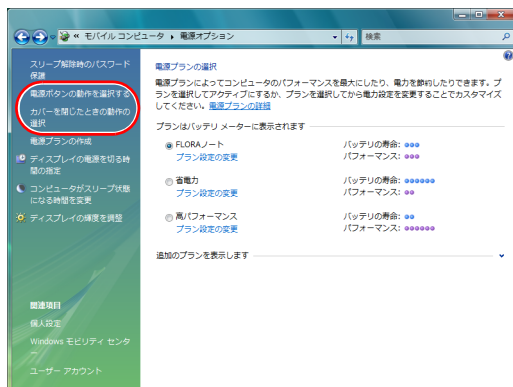 « モバイル コンピュータ ▸ 電源オプション
検索
スリープ解除時のパスワード
保護
電源ボタンの動作を選択する
カバーを閉じたときの動作の
選択
電源プランの作成
ディスプレイの電源を切る時
間の指定
コンピュータがスリープ状態
になる時間を変更
ディスプレイの輝度を調整
関連項目
個人設定
Windows モビリティ センタ
ー
ユーザー アカウント
電源プランの選択
電源プランによってコンピュータのパフォーマンスを最大にしたり、電力を節約したりできます。プ
ランを選択してアクティブにするか、プランを選択してから電力設定を変更することでカスタマイズ
してください。電源プランの詳細
プランはバッテリ メーターに表示されます
FLORAノート バッテリの寿命:
プラン設定の変更 パフォーマンス:
省電力 バッテリの寿命:
プラン設定の変更 パフォーマンス:
高パフォーマンス バッテリの寿命:
プラン設定の変更 パフォーマンス:
追加のプランを表示します